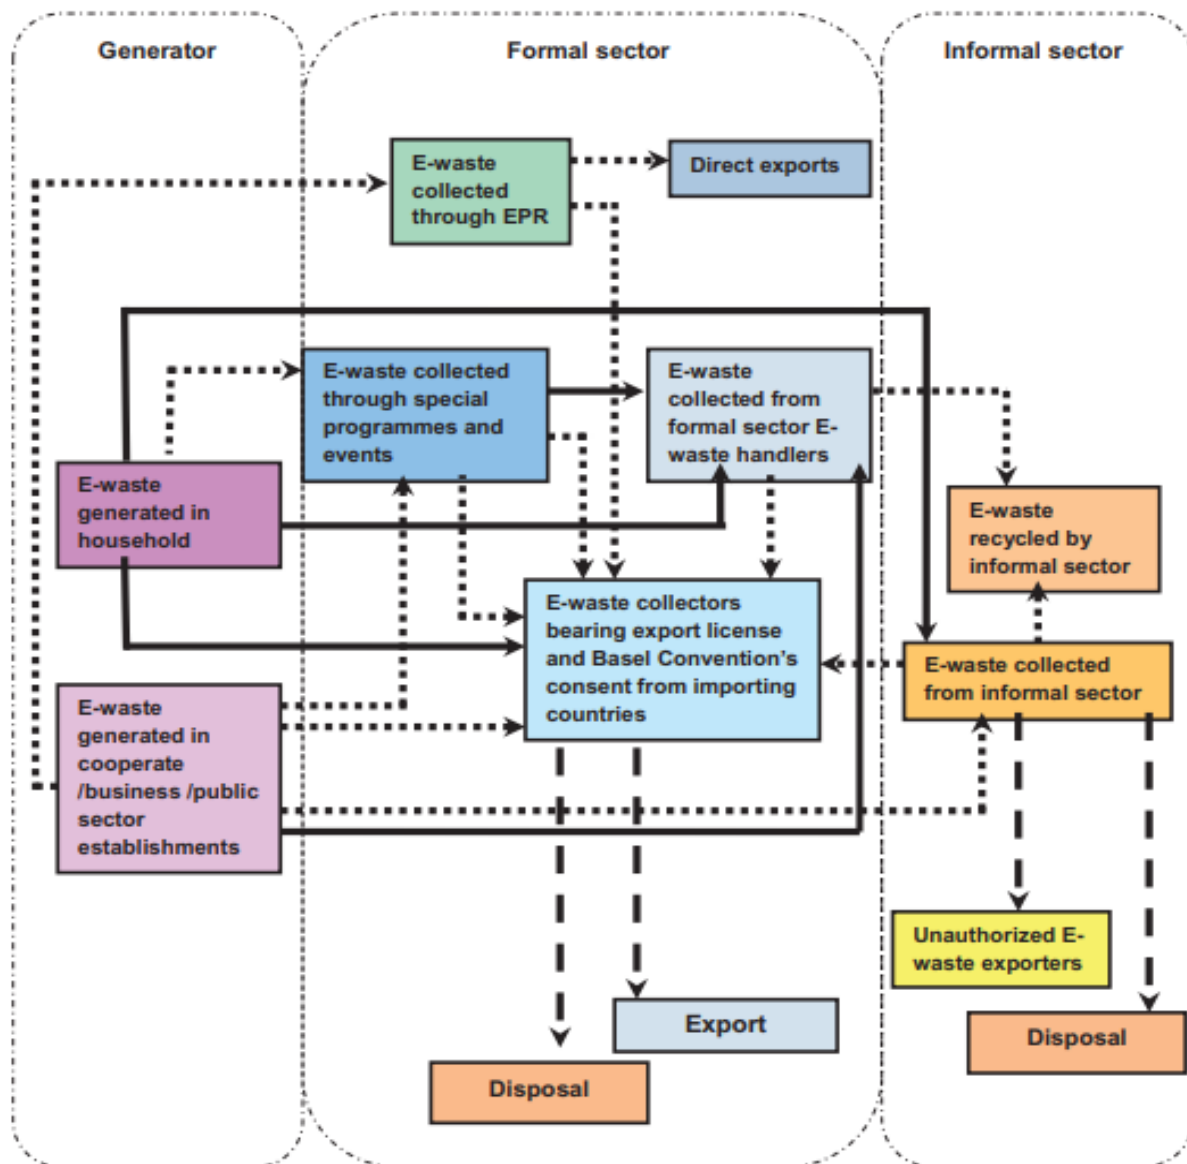 Generator
Formal sector
Informal sector
E-waste
collected
through EPR
Direct exports
E-waste collected
through special
programmes and
events
E-waste
collected from
formal sector E-
waste handlers
E-waste
generated in
household
E-waste
recycled by
informal sector
E-waste collectors
bearing export license
and Basel Convention's
consent from importing
countries
E-waste collected
from informal sector
E-waste
generated in
cooperate
/business /public
sector
establishments
Unauthorized E-
waste exporters
Export
Disposal
Disposal